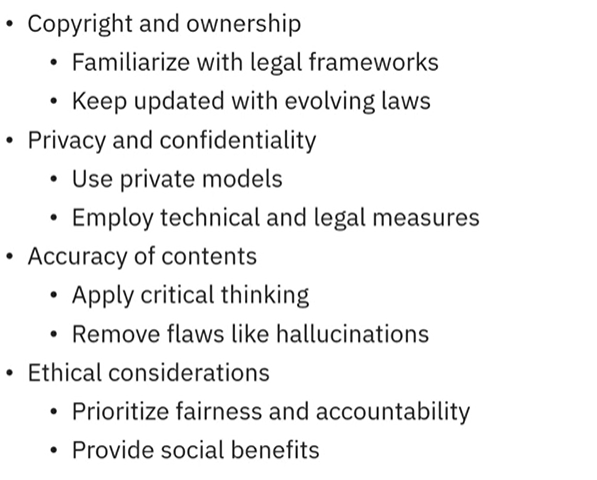 • Copyright and ownership
• Familiarize with legal frameworks
• Keep updated with evolving laws
• Privacy and confidentiality
• Use private models
• Employ technical and legal measures
• Accuracy of contents
• Apply critical thinking
• Remove flaws like hallucinations
• Ethical considerations
• Prioritize fairness and accountability
• Provide social benefits